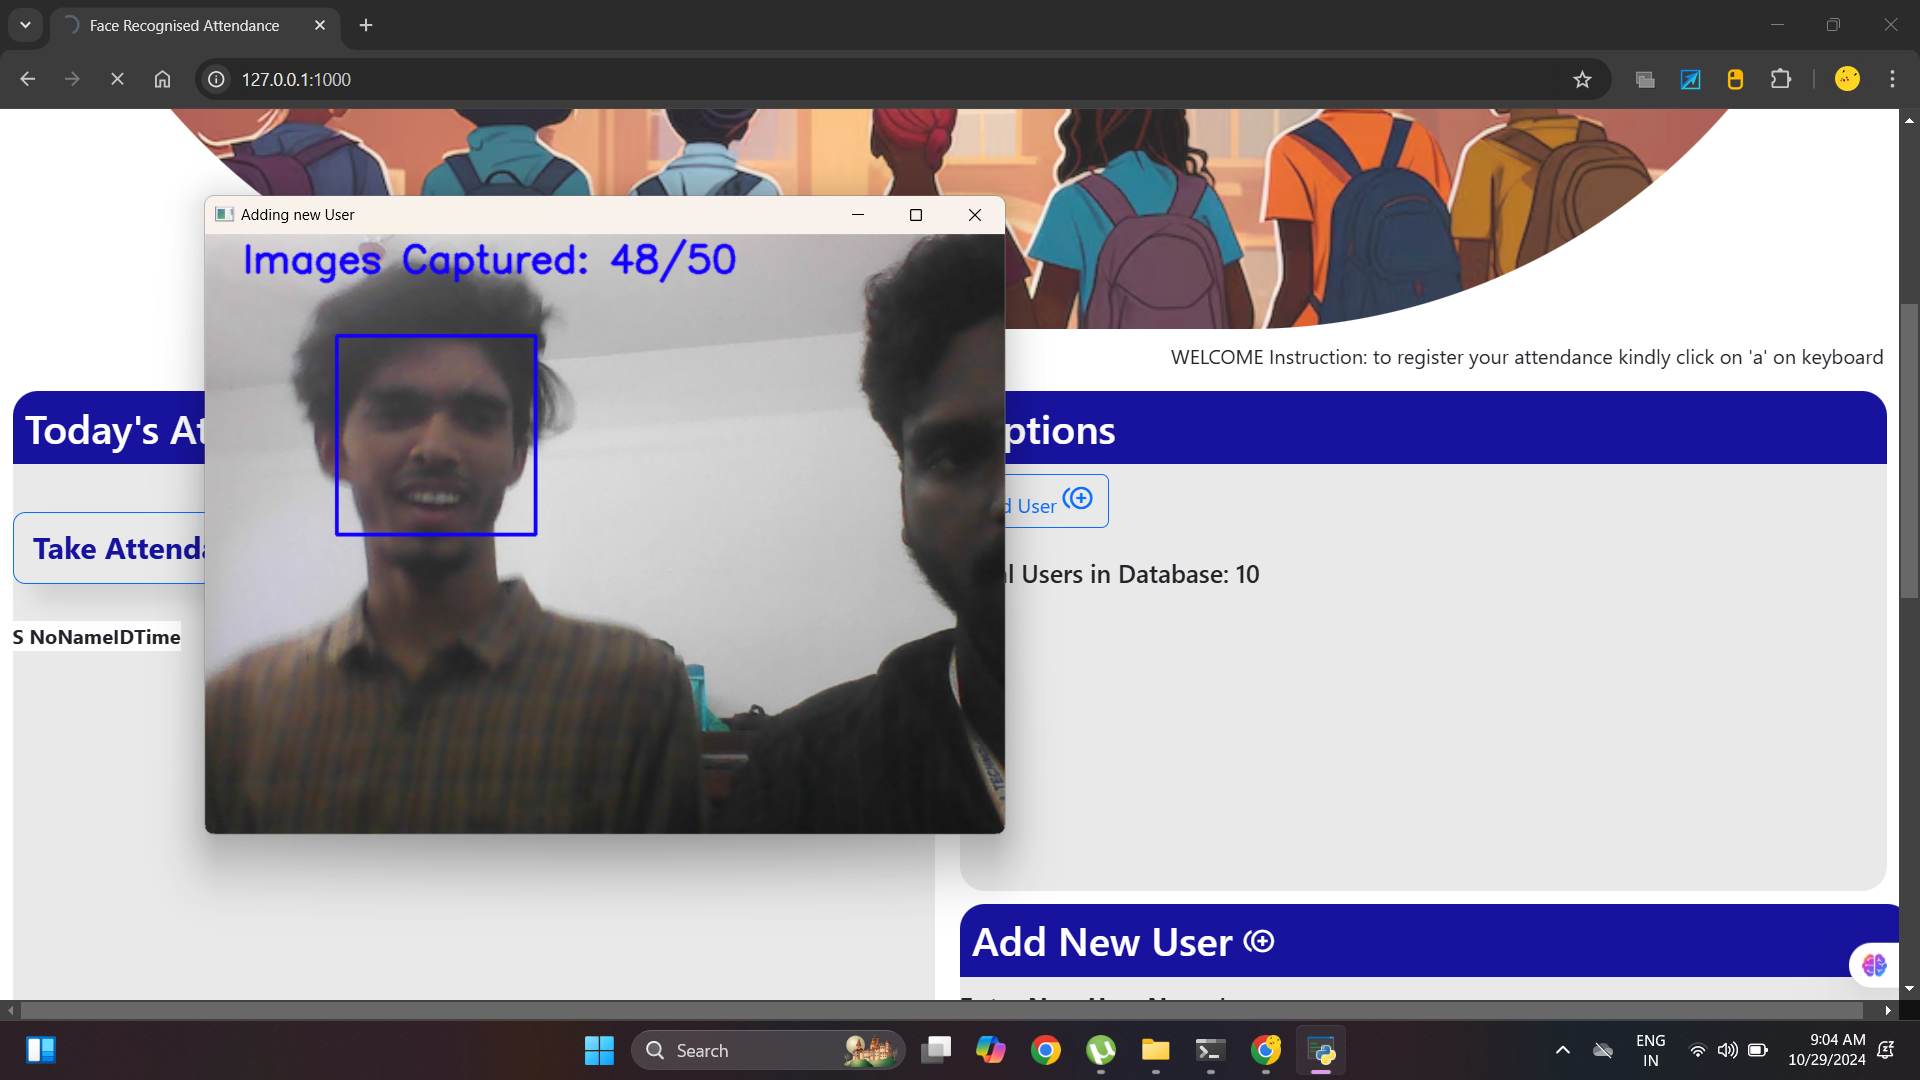 Face Recognised Attendance
127.0.0.1:1000
Adding new User
Images Captured: 48/50
WELCOME Instruction: to register your attendance kindly click on 'a' on keyboard
Today's At
ptions
d User
Take Attenda
l Users in Database: 10
S NoNameIDTime
Add New User
Search
ENG
IN
9:04 AM
10/29/2024